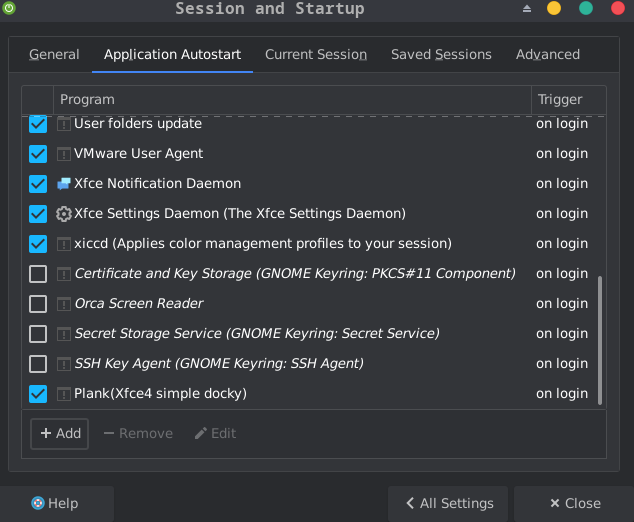 Session and Startup
General Application Autostart Current Session Saved Sessions Advanced
Program Trigger
User folders update on login
VMware User Agent on login
Xfce Notification Daemon on login
Xfce Settings Daemon (The Xfce Settings Daemon) on login
xiccd (Applies color management profiles to your session) on login
Certificate and Key Storage (GNOME Keyring: PKCS#11 Component) on login
Orca Screen Reader on login
Secret Storage Service (GNOME Keyring: Secret Service) on login
SSH Key Agent (GNOME Keyring: SSH Agent) on login
Plank(Xfce4 simple docky) on login
+ Add − Remove Edit
Help All Settings Close